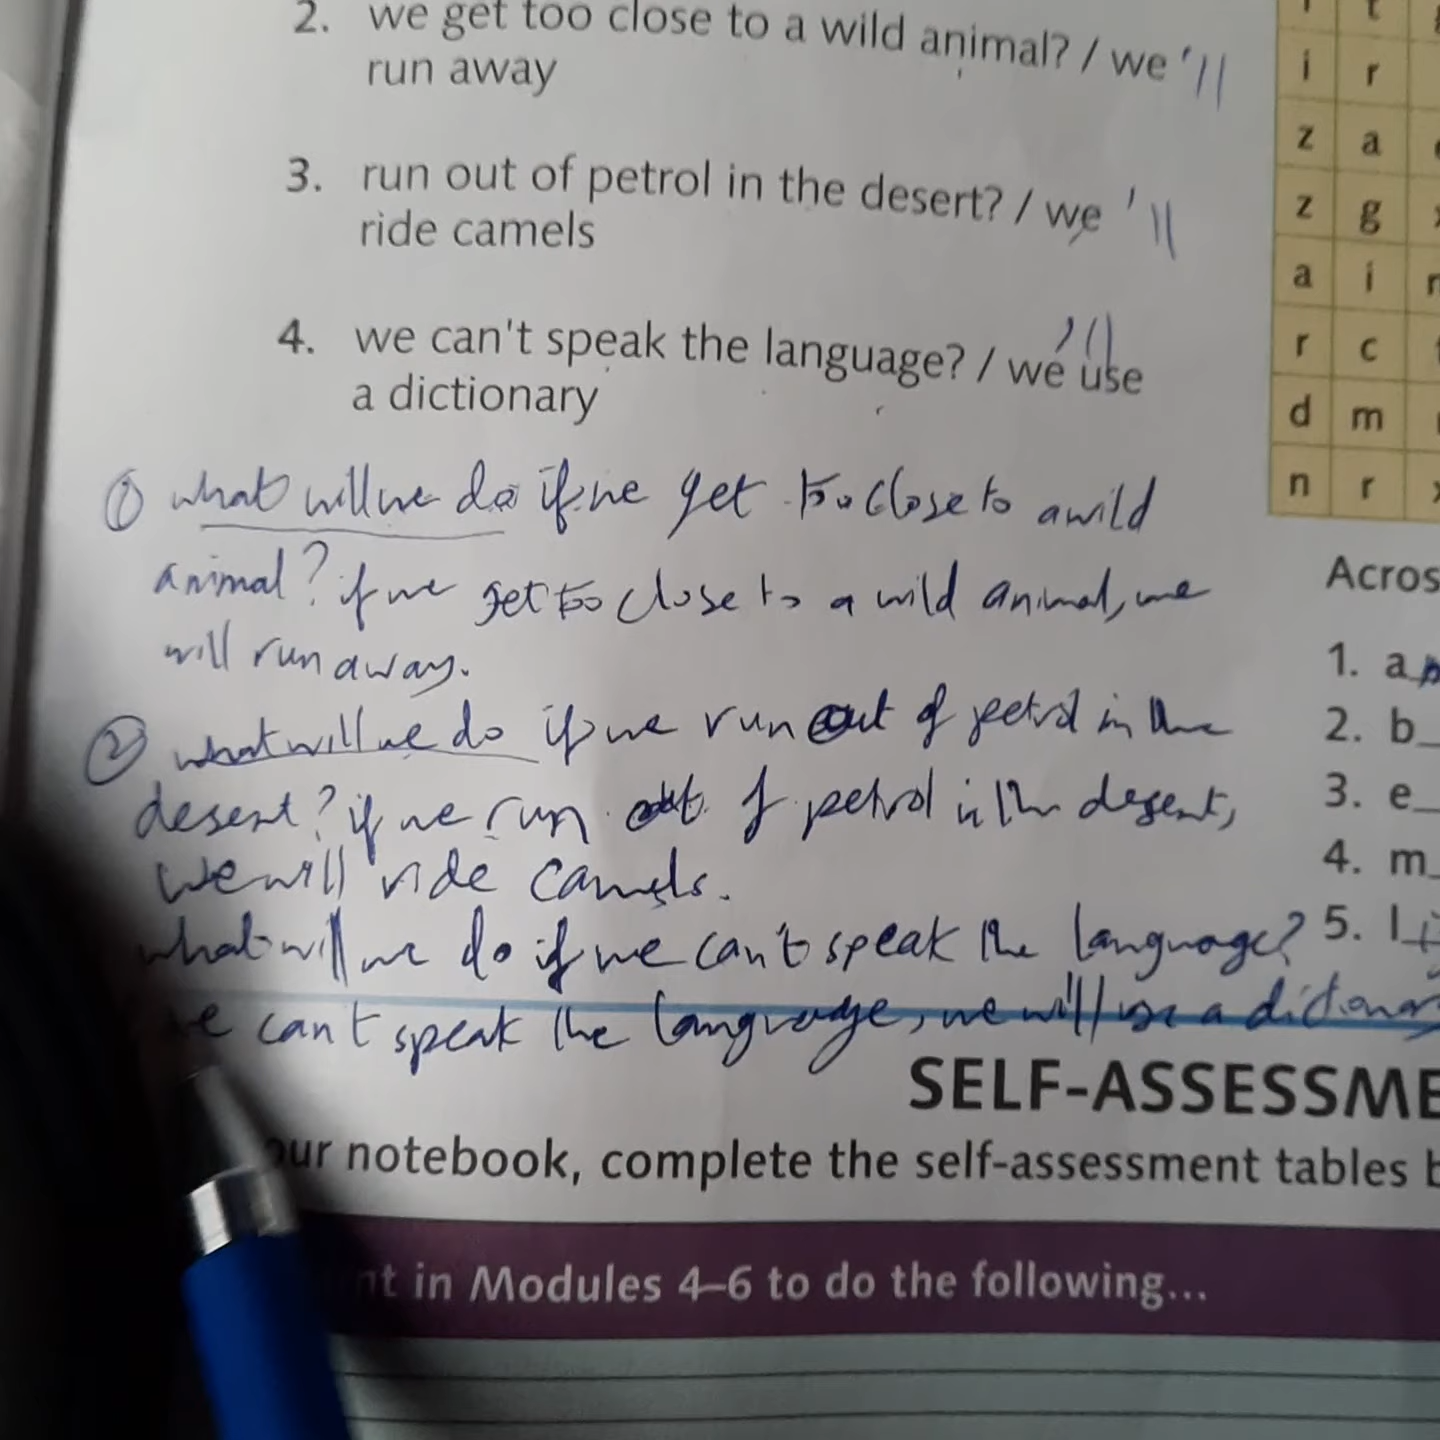 2. we get too close to a wild animal? / we 'll
run away
3. run out of petrol in the desert? / we 'll
ride camels
4. we can't speak the language? / we 'll use
a dictionary
① what will we do if we get too close to a wild
animal? if we get too close to a wild animal, we
will run away.
② what will we do if we run out of petrol in the
desert? if we run out of petrol in the desert,
we will ride camels.
what will we do if we can't speak the language?
can't speak the language, we will use a dictionary
t
i r
z a
z g
a i
r c
d m
n r
Acros
1. a
2. b
3. e
4. m
5. l
SELF-ASSESSME
our notebook, complete the self-assessment tables b
in Modules 4–6 to do the following...